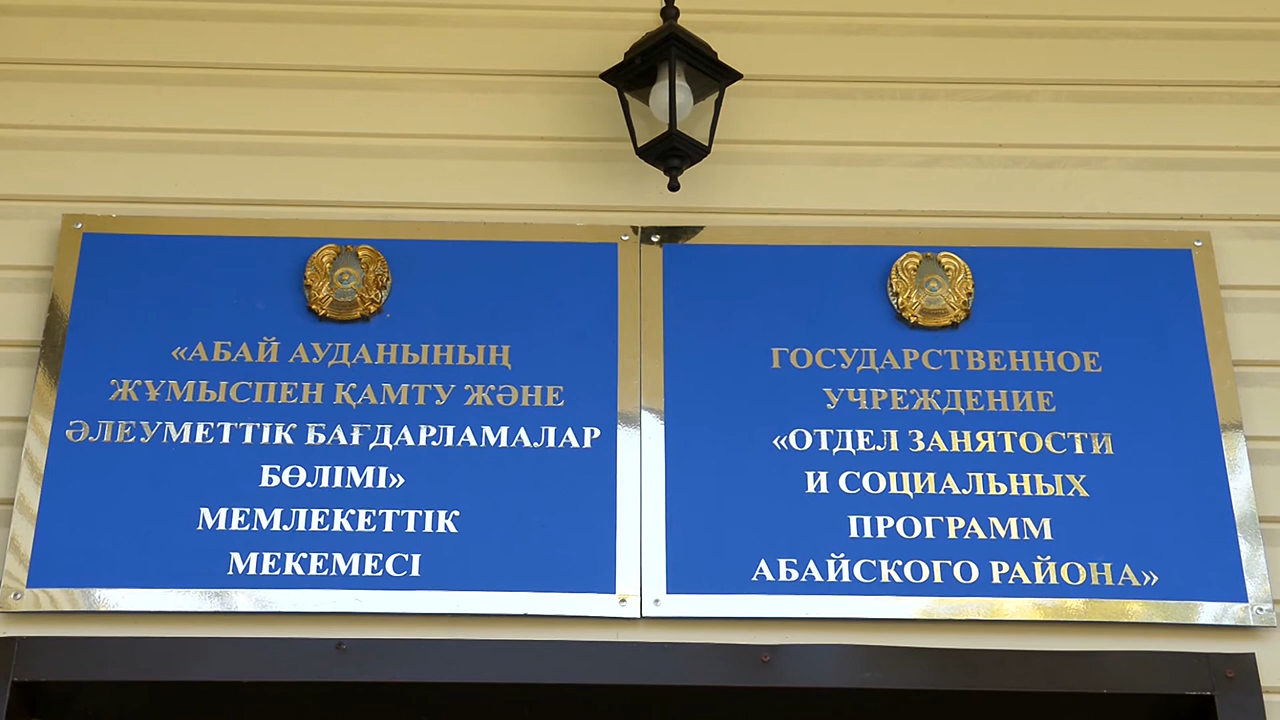 «АБАЙ АУДАНЫНЫҢ
ЖҰМЫСПЕН ҚАМТУ ЖӘНЕ
ӘЛЕУМЕТТІК БАҒДАРЛАМАЛАР
БӨЛІМІ»
МЕМЛЕКЕТТІК
МЕКЕМЕСІ
ГОСУДАРСТВЕННОЕ
УЧРЕЖДЕНИЕ
«ОТДЕЛ ЗАНЯТОСТИ
И СОЦИАЛЬНЫХ
ПРОГРАММ
АБАЙСКОГО РАЙОНА»